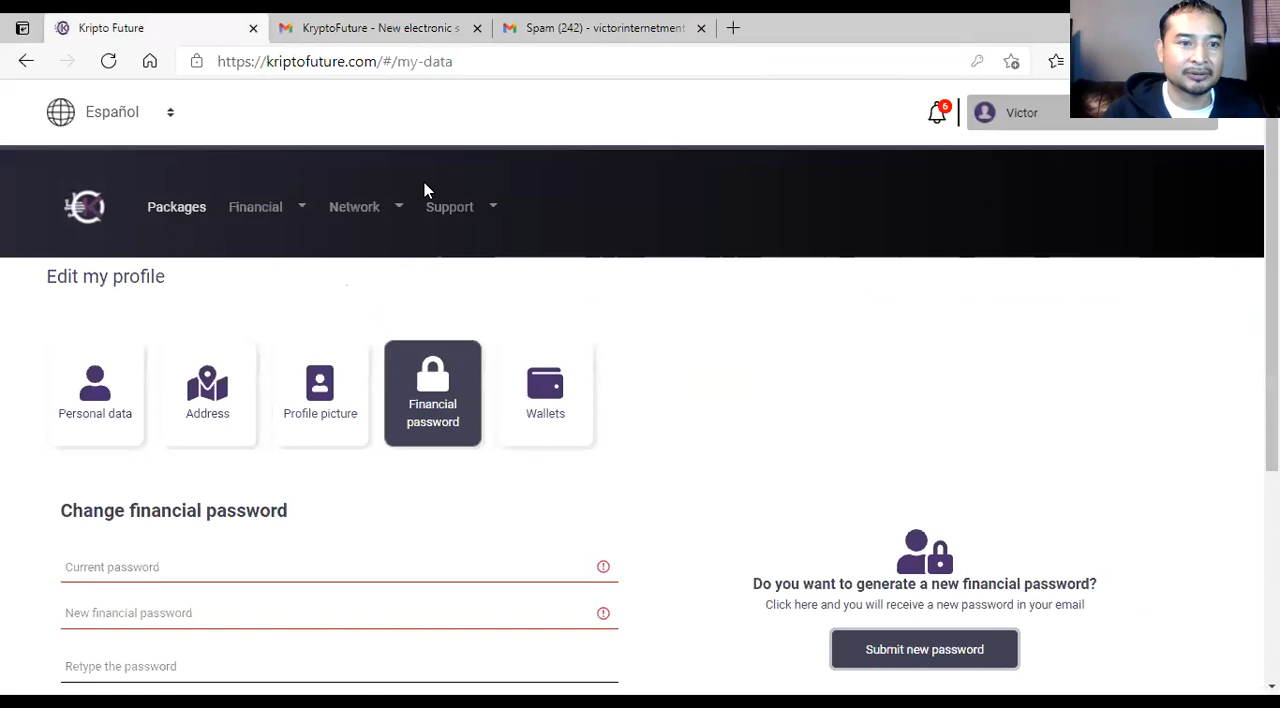 Kripto Future
KryptoFuture - New electronic s
Spam (242) - victorinternetment
https://kriptofuture.com/#/my-data
Español
6
Victor
Packages
Financial
Network
Support
Edit my profile
Personal data
Address
Profile picture
Financial
password
Wallets
Change financial password
Current password
New financial password
Retype the password
Do you want to generate a new financial password?
Click here and you will receive a new password in your email
Submit new password